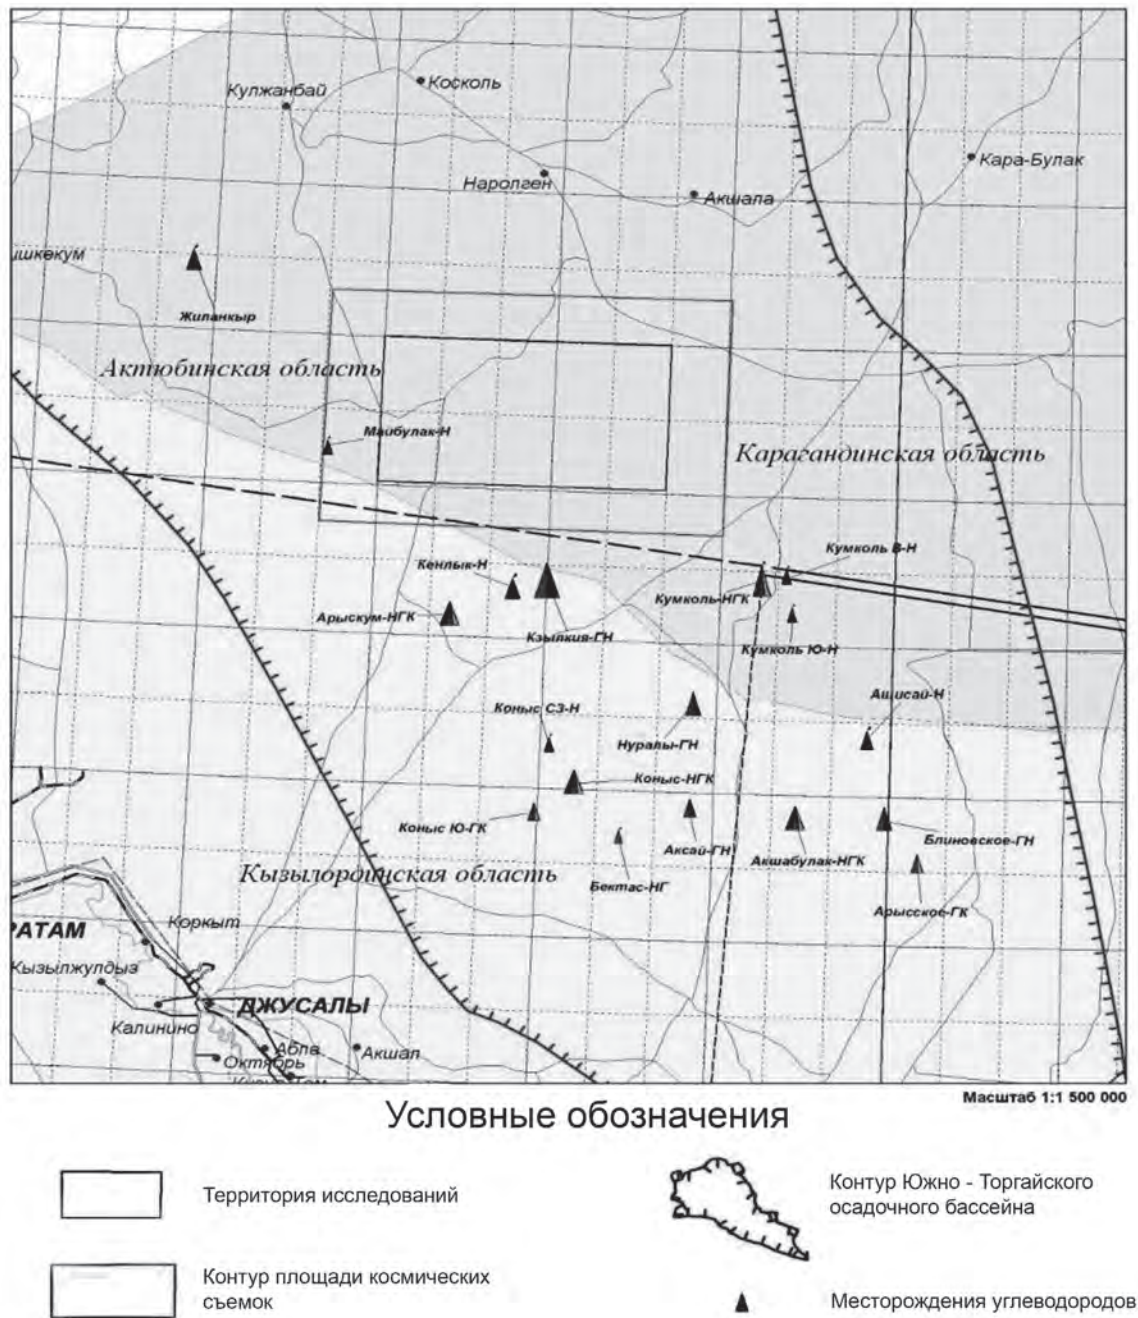 Косколь
Кулжанбай
Кара-Булак
Наролген
Акшала
ишкекум
Жиланкыр
Актюбинская область
Майбулак-Н
Карагандинская область
Кумколь В-Н
Кенлык-Н
Кумколь-НГК
Арыскум-НГК
Кзылкия-ГН
Кумколь Ю-Н
Ащисай-Н
Коныс СЗ-Н
Нуралы-ГН
Коныс-НГК
Коныс Ю-ГК
Аксай-ГН
Акшабулак-НГК
Блиновское-ГН
Кызылординская область
Бектас-НГ
Арысское-ГК
Коркыт
РАТАМ
Кызылжулдыз
ДЖУСАЛЫ
Калинино
Абла
Акшал
Октябрь
Масштаб 1:1 500 000
Условные обозначения
Территория исследований
Контур Южно - Торгайского
осадочного бассейна
Контур площади космических
съемок
Месторождения углеводородов